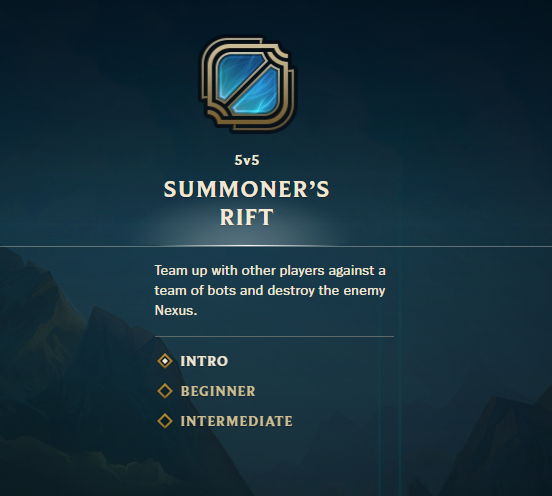 5v5
SUMMONER'S
RIFT
Team up with other players against a
team of bots and destroy the enemy
Nexus.
INTRO
BEGINNER
INTERMEDIATE